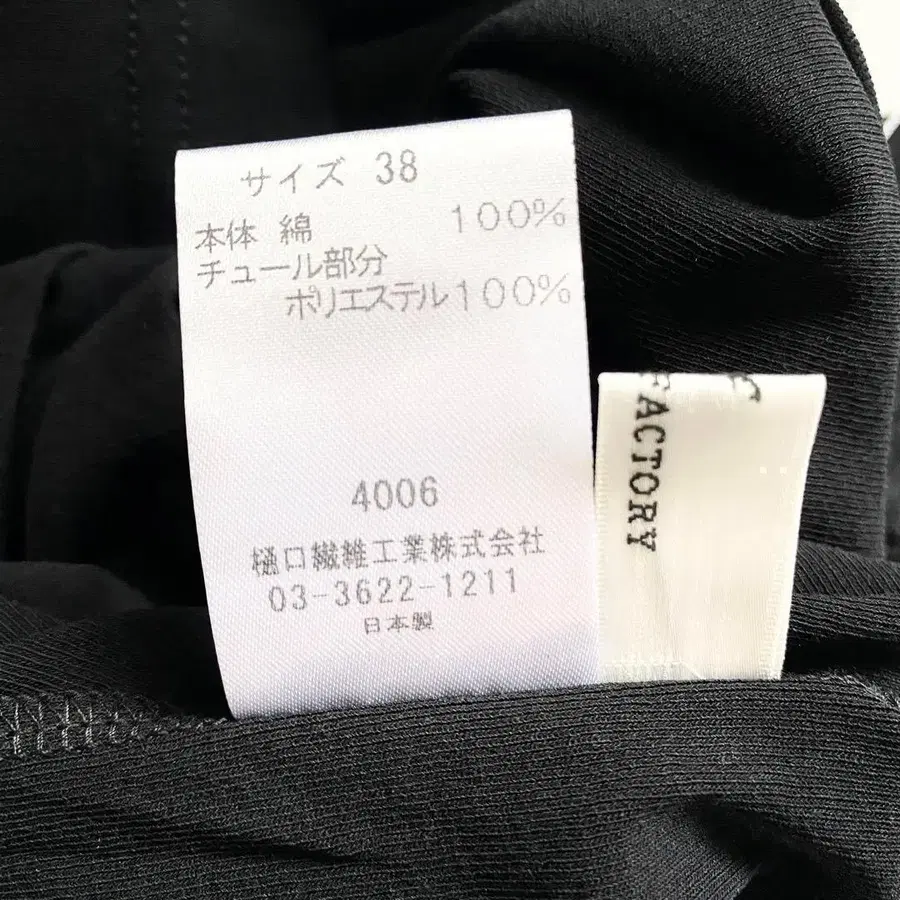 サイズ 38
本体 綿 100%
チュール部分
ポリエステル100%
4006
樋口繊維工業株式会社
03-3622-1211
日本製
FACTORY